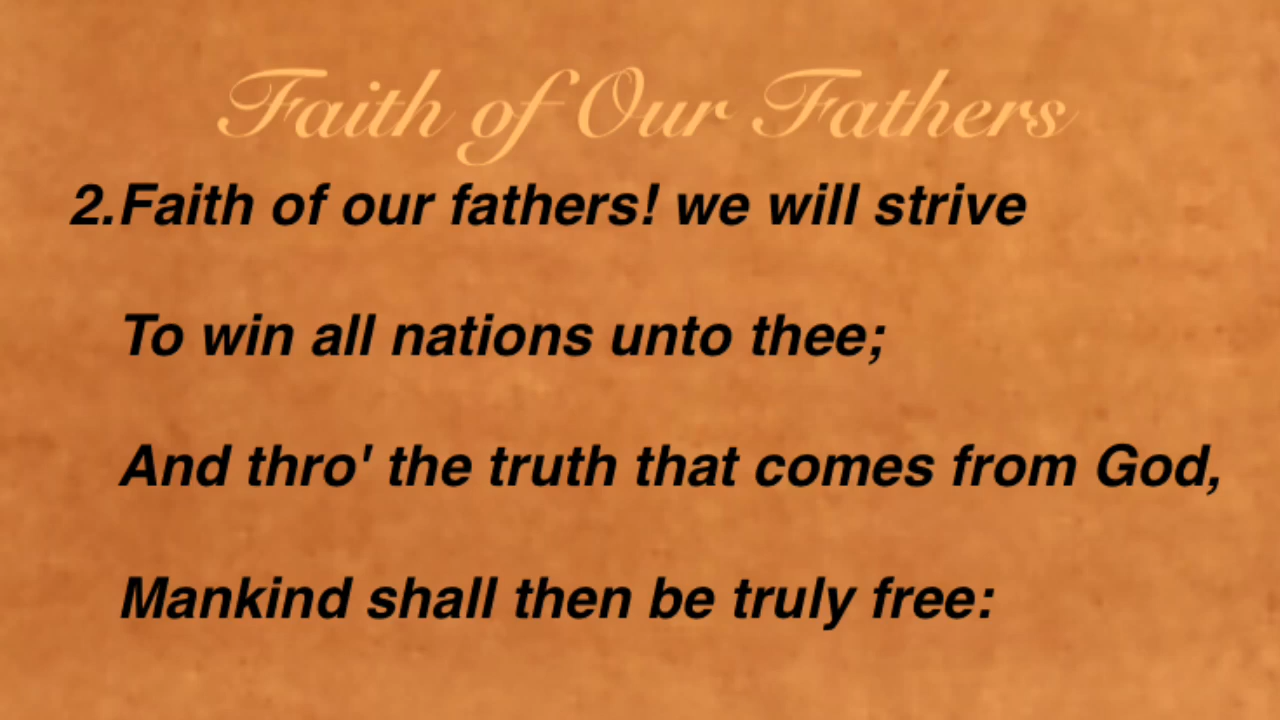 Faith of Our Fathers
2.Faith of our fathers! we will strive
To win all nations unto thee;
And thro' the truth that comes from God,
Mankind shall then be truly free: